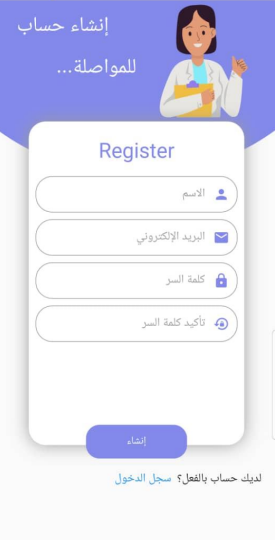 إنشاء حساب
للمواصلة...
Register
الاسم
البريد الإلكتروني
كلمة السر
تأكيد كلمة السر
إنشاء
لديك حساب بالفعل؟ سجل الدخول